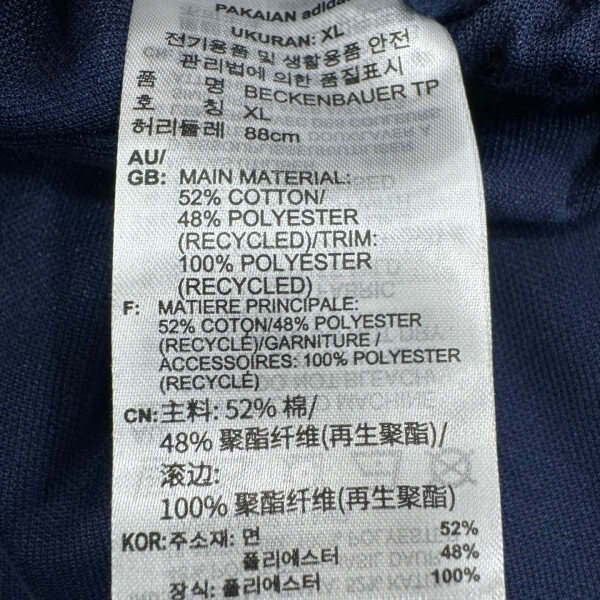 PAKAIAN adidas
UKURAN: XL
전기용품 및 생활용품 안전
관리법에 의한 품질표시
품 명 BECKENBAUER TP
호 칭 XL
허리둘레 88cm
AU/
GB: MAIN MATERIAL:
52% COTTON/
48% POLYESTER
(RECYCLED)/TRIM:
100% POLYESTER
(RECYCLED)
F: MATIERE PRINCIPALE:
52% COTON/48% POLYESTER
(RECYCLÉ)/GARNITURE /
ACCESSOIRES: 100% POLYESTER
(RECYCLÉ)
CN: 主料: 52% 棉/
48% 聚酯纤维(再生聚酯)/
滚边:
100% 聚酯纤维(再生聚酯)
KOR: 주소재: 면 52%
폴리에스터 48%
장식: 폴리에스터 100%